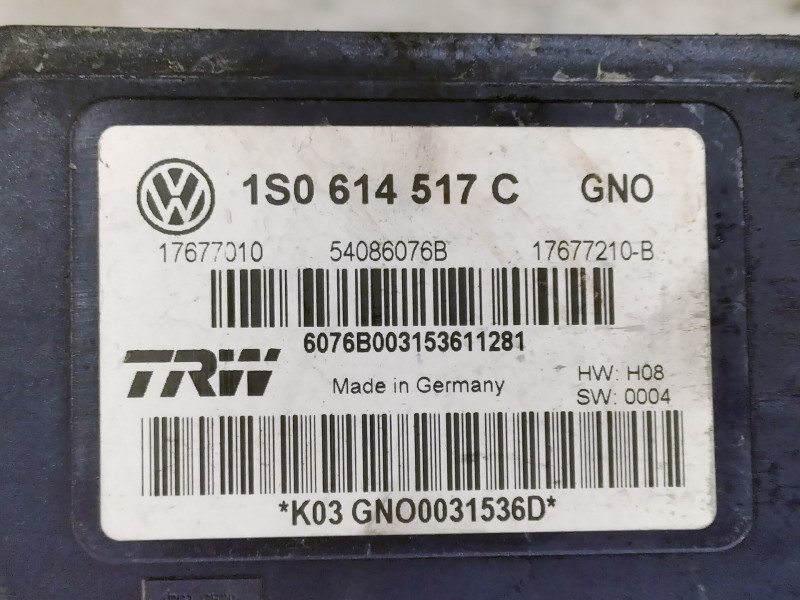 1S0 614 517 C GNO
17677010 54086076B 17677210-B
6076B003153611281
TRW
Made in Germany
HW: H08
SW: 0004
*K03 GNO0031536D*